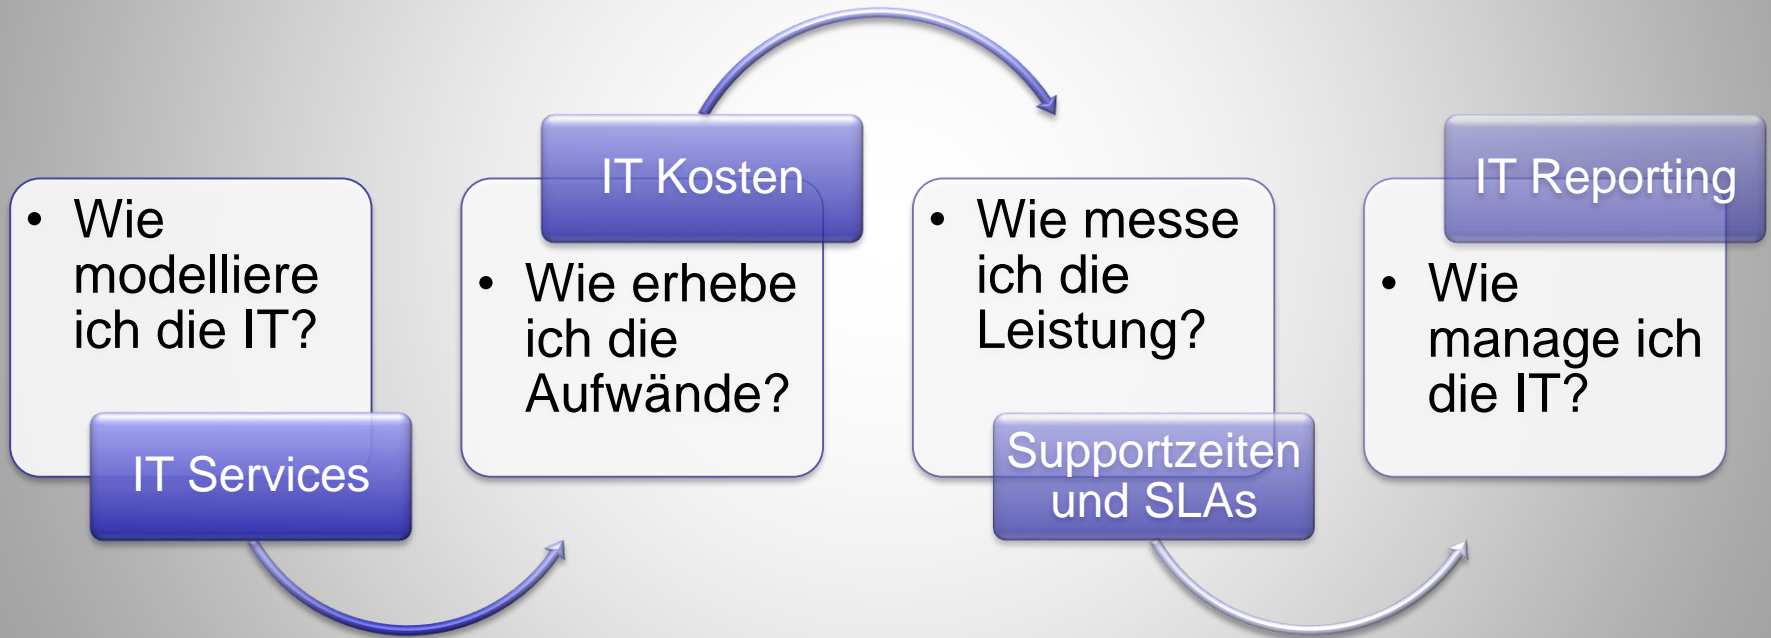 • Wie
modelliere
ich die IT?
IT Services
IT Kosten
• Wie erhebe
ich die
Aufwände?
• Wie messe
ich die
Leistung?
Supportzeiten
und SLAs
IT Reporting
• Wie
manage ich
die IT?